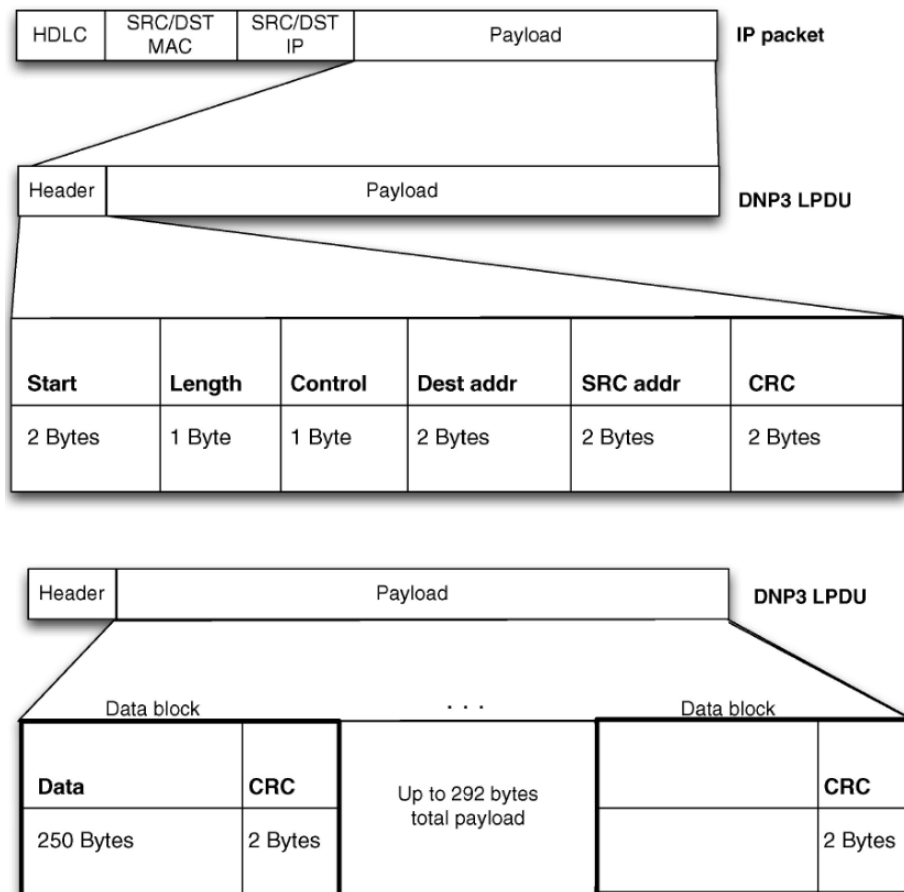 HDLC
SRC/DST
MAC
SRC/DST
IP
Payload
IP packet
Header
Payload
DNP3 LPDU
Start Length Control Dest addr SRC addr CRC
2 Bytes 1 Byte 1 Byte 2 Bytes 2 Bytes 2 Bytes
Header
Payload
DNP3 LPDU
Data block . . . Data block
Data CRC
250 Bytes 2 Bytes
Up to 292 bytes
total payload
CRC
2 Bytes